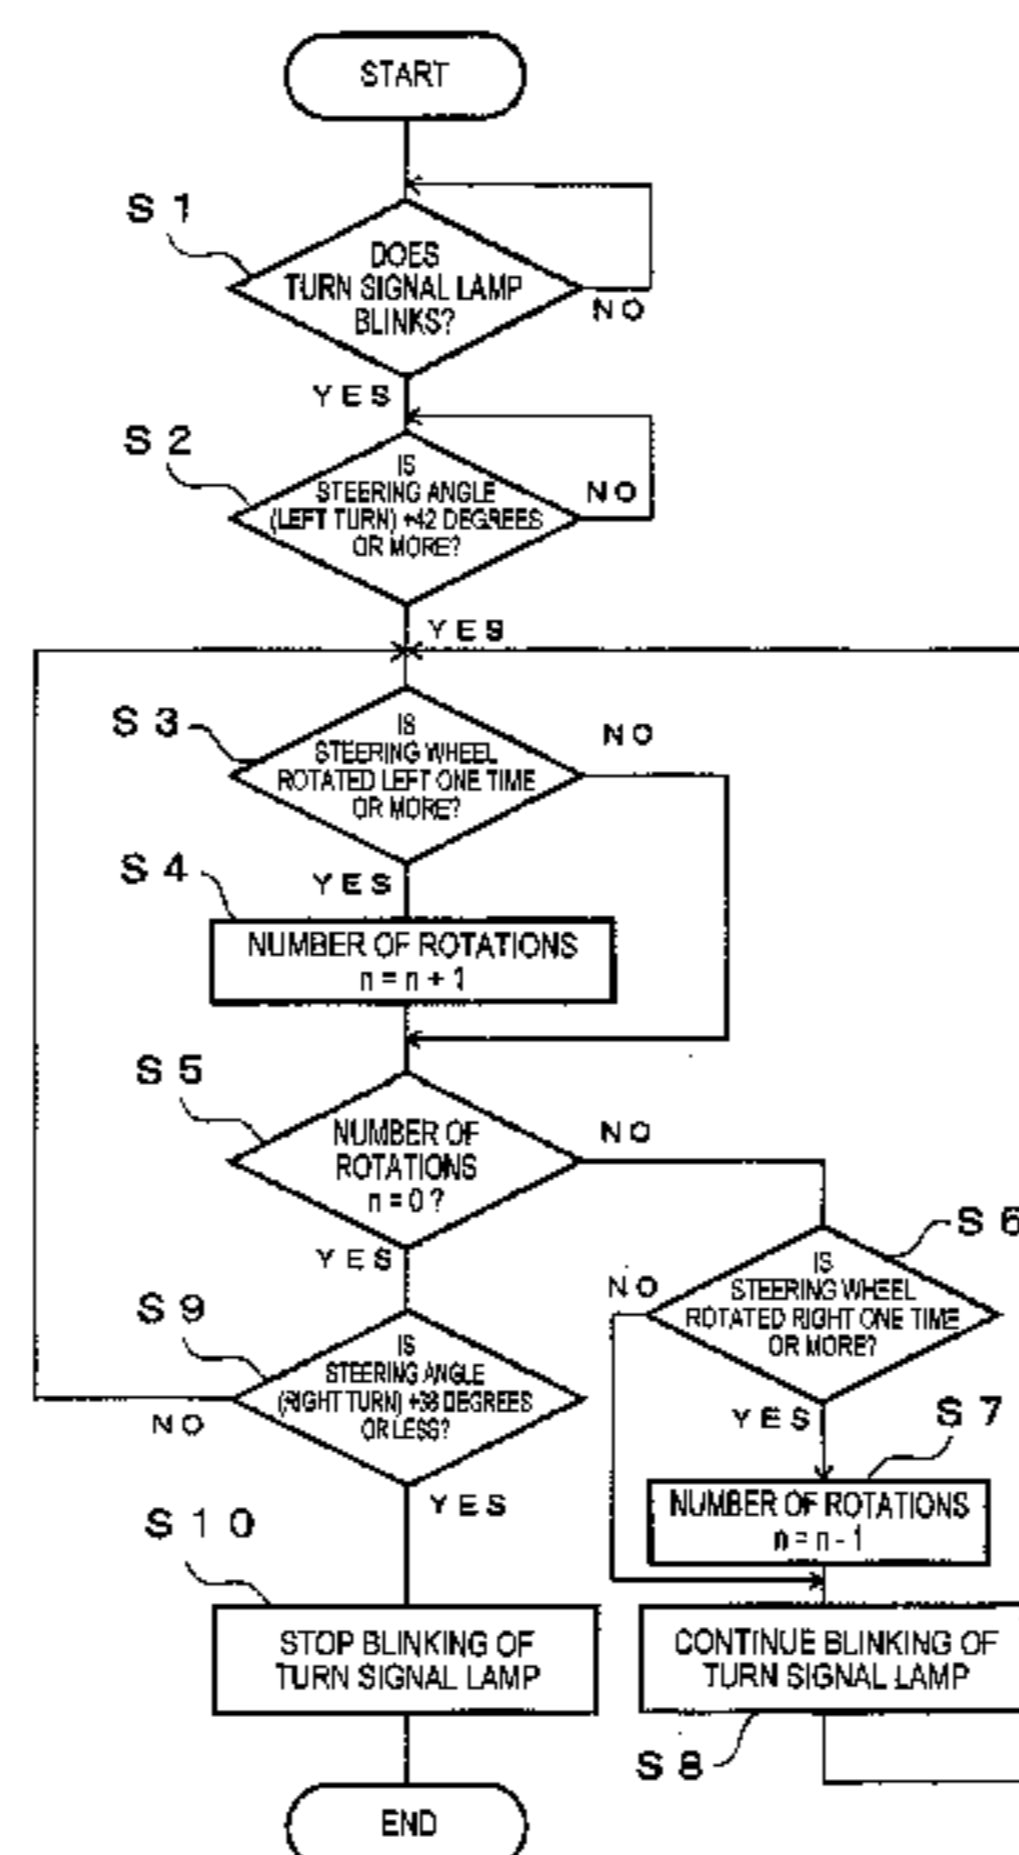 START
S 1
DOES
TURN SIGNAL LAMP
BLINKS?
NO
YES
S 2
IS
STEERING ANGLE
(LEFT TURN) +42 DEGREES
OR MORE?
NO
YES
S 3
IS
STEERING WHEEL
ROTATED LEFT ONE TIME
OR MORE?
NO
YES
S 4
NUMBER OF ROTATIONS
n = n + 1
S 5
NUMBER OF
ROTATIONS
n = 0 ?
NO
YES
S 6
IS
STEERING WHEEL
ROTATED RIGHT ONE TIME
OR MORE?
NO
YES
S 9
IS
STEERING ANGLE
(RIGHT TURN) +38 DEGREES
OR LESS?
NO
YES
S 7
NUMBER OF ROTATIONS
n = n - 1
S 1 0
STOP BLINKING OF
TURN SIGNAL LAMP
CONTINUE BLINKING OF
TURN SIGNAL LAMP
S 8
END